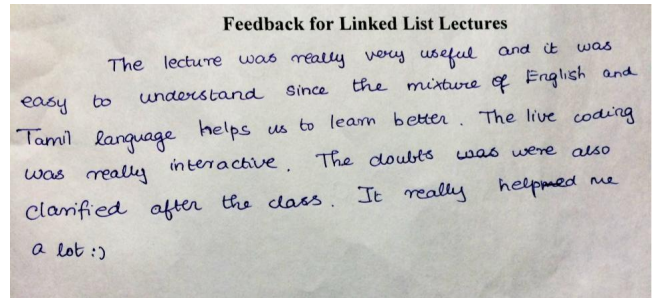 Feedback for Linked List Lectures
The lecture was really very useful and it was
easy to understand since the mixture of English and
Tamil language helps us to learn better. The live coding
was really interactive. The doubts was were also
clarified after the class. It really helpmed me
a lot :)